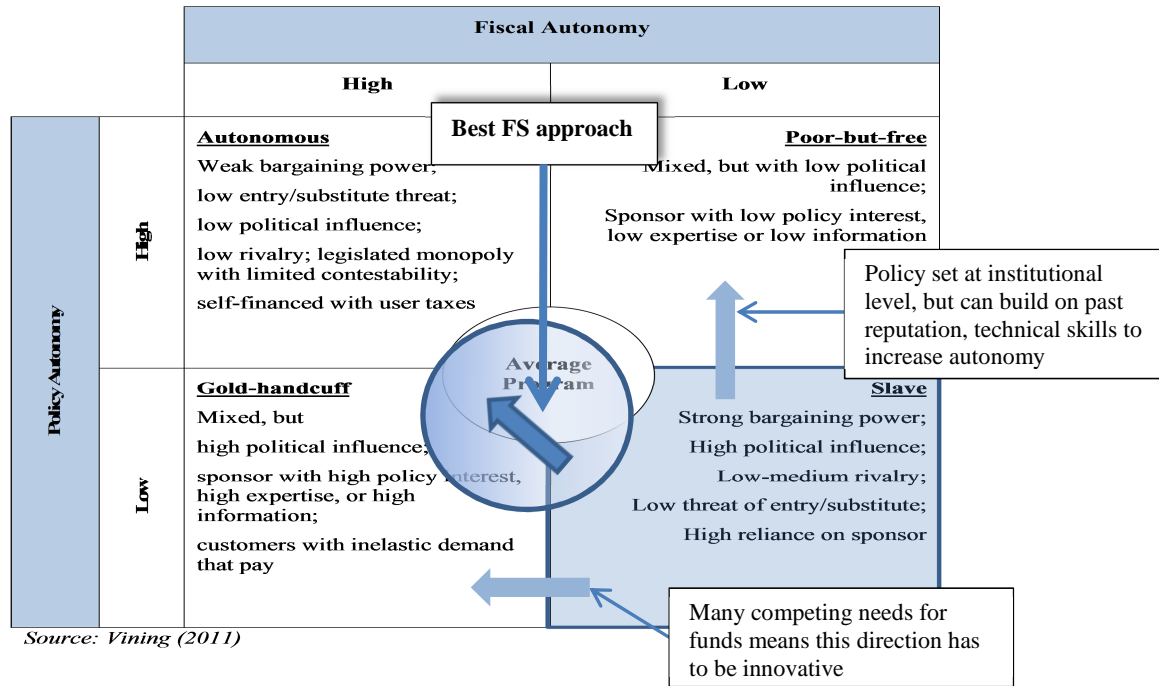 Fiscal Autonomy
High
Low
Best FS approach
Policy Autonomy
High
Autonomous
Weak bargaining power;
low entry/substitute threat;
low political influence;
low rivalry; legislated monopoly
with limited contestability;
self-financed with user taxes
Poor-but-free
Mixed, but with low political
influence;
Sponsor with low policy interest,
low expertise or low information
Policy set at institutional
level, but can build on past
reputation, technical skills to
increase autonomy
Average
Program
Low
Gold-handcuff
Mixed, but
high political influence;
sponsor with high policy interest,
high expertise, or high
information;
customers with inelastic demand
that pay
Slave
Strong bargaining power;
High political influence;
Low-medium rivalry;
Low threat of entry/substitute;
High reliance on sponsor
Many competing needs for
funds means this direction has
to be innovative
Source: Vining (2011)